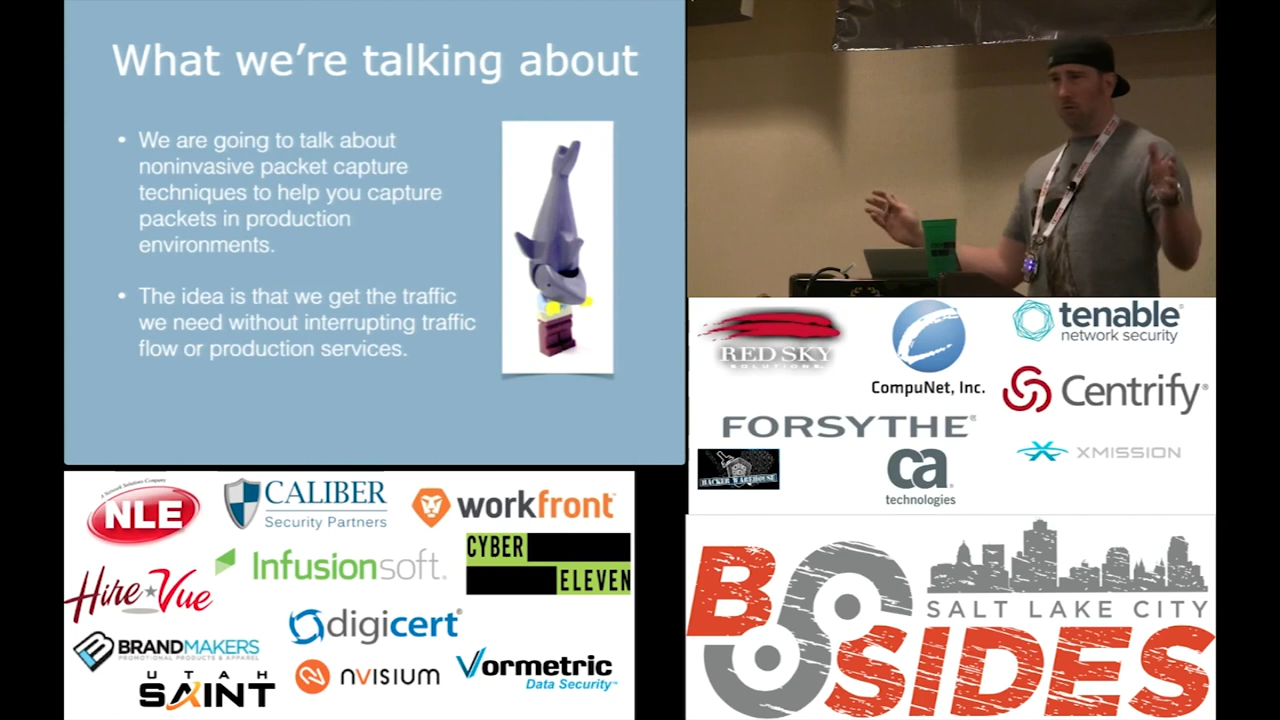 What we're talking about
• We are going to talk about
noninvasive packet capture
techniques to help you capture
packets in production
environments.
• The idea is that we get the traffic
we need without interrupting traffic
flow or production services.
RED SKY
SOLUTIONS
CompuNet, Inc.
tenable®
network security
Centrify®
FORSYTHE®
XMISSION
HACKER WAREHOUSE
ca
technologies
A Network Solutions Company
NLE
CALIBER
Security Partners
workfront
Infusionsoft.
CYBER
ELEVEN
Hire Vue
digicert®
BRANDMAKERS
PROMOTIONAL PRODUCTS & APPAREL
UTAH
SAINT
nVISIUM
Vormetric
Data Security™
BSIDES
SALT LAKE CITY